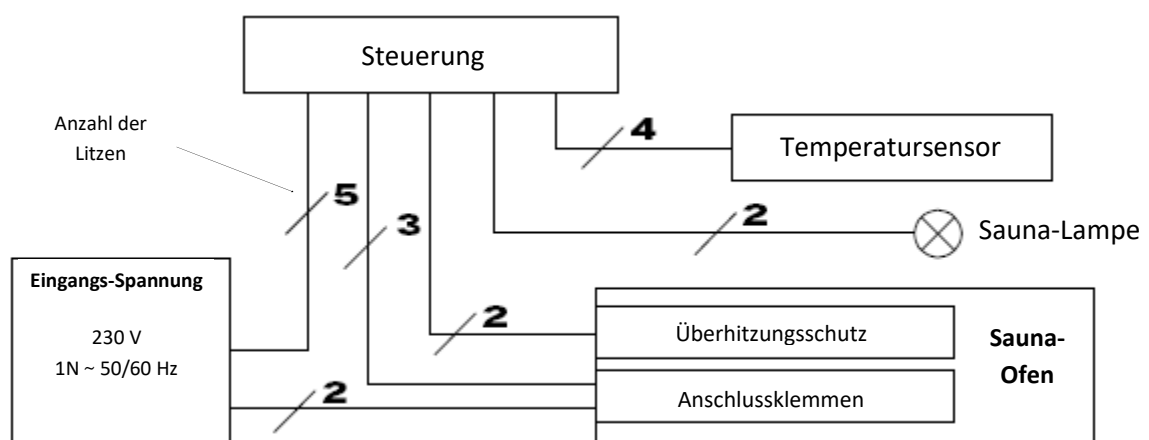 Steuerung
Anzahl der
Litzen
4
Temperatursensor
5
3
2
Sauna-Lampe
Eingangs-Spannung
230 V
1N ~ 50/60 Hz
2
Überhitzungsschutz
Sauna-
Ofen
2
Anschlussklemmen